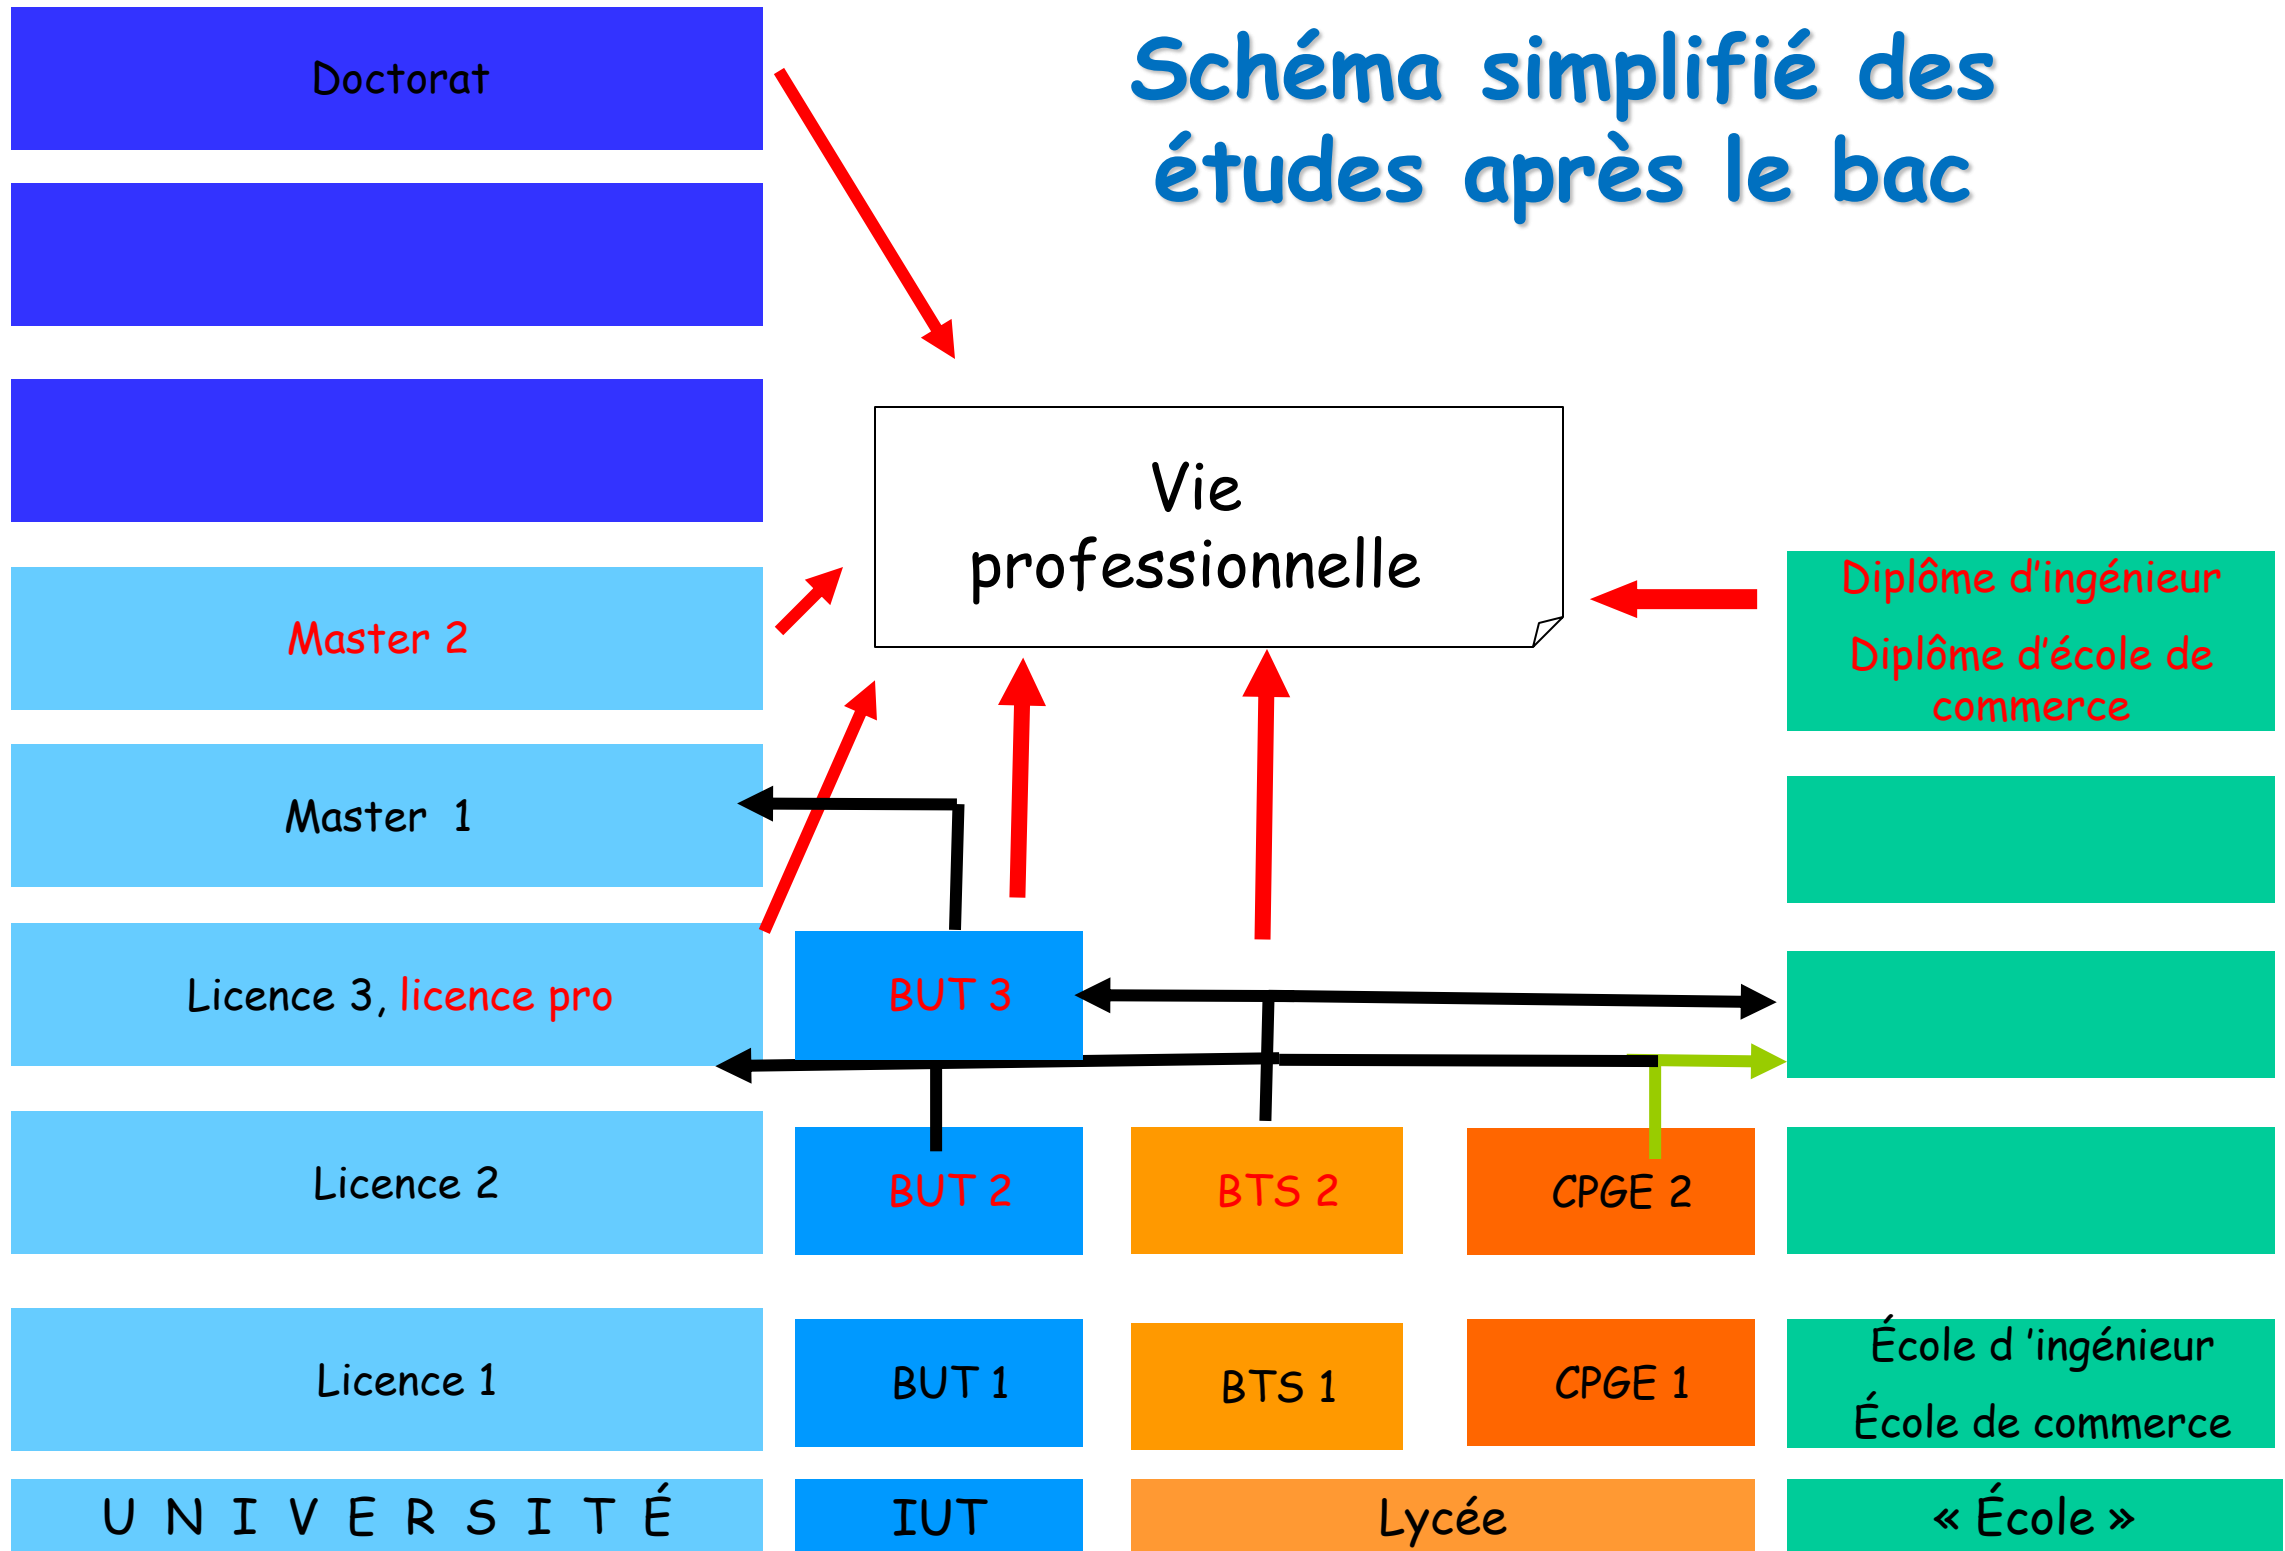 Schéma simplifié des
études après le bac
Doctorat
Vie
professionnelle
Master 2
Diplôme d’ingénieur
Diplôme d’école de
commerce
Master 1
Licence 3, licence pro
BUT 3
Licence 2
BUT 2
BTS 2
CPGE 2
Licence 1
BUT 1
BTS 1
CPGE 1
École d ’ingénieur
École de commerce
U N I V E R S I T É
IUT
Lycée
« École »